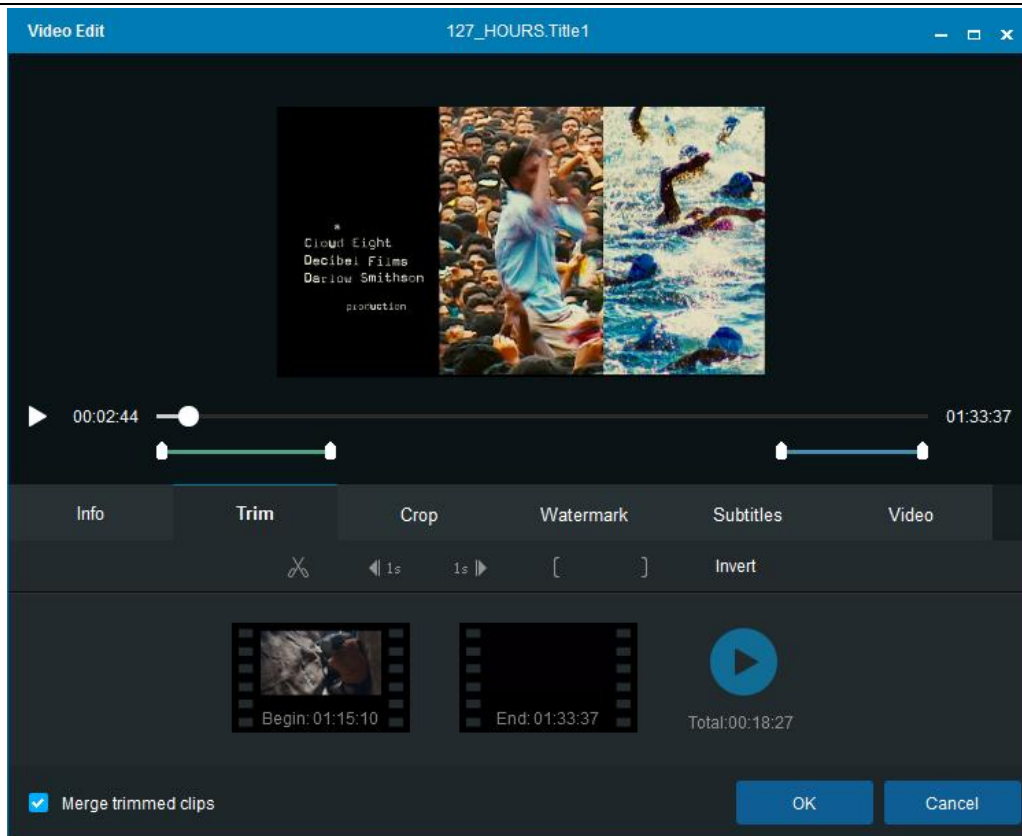 Video Edit
127_HOURS.Title1
a
Cloud Eight
Decibel Films
Darlow Smithson
production
00:02:44
01:33:37
Info
Trim
Crop
Watermark
Subtitles
Video
1s
1s
[
]
Invert
Begin: 01:15:10
End: 01:33:37
Total:00:18:27
Merge trimmed clips
OK
Cancel